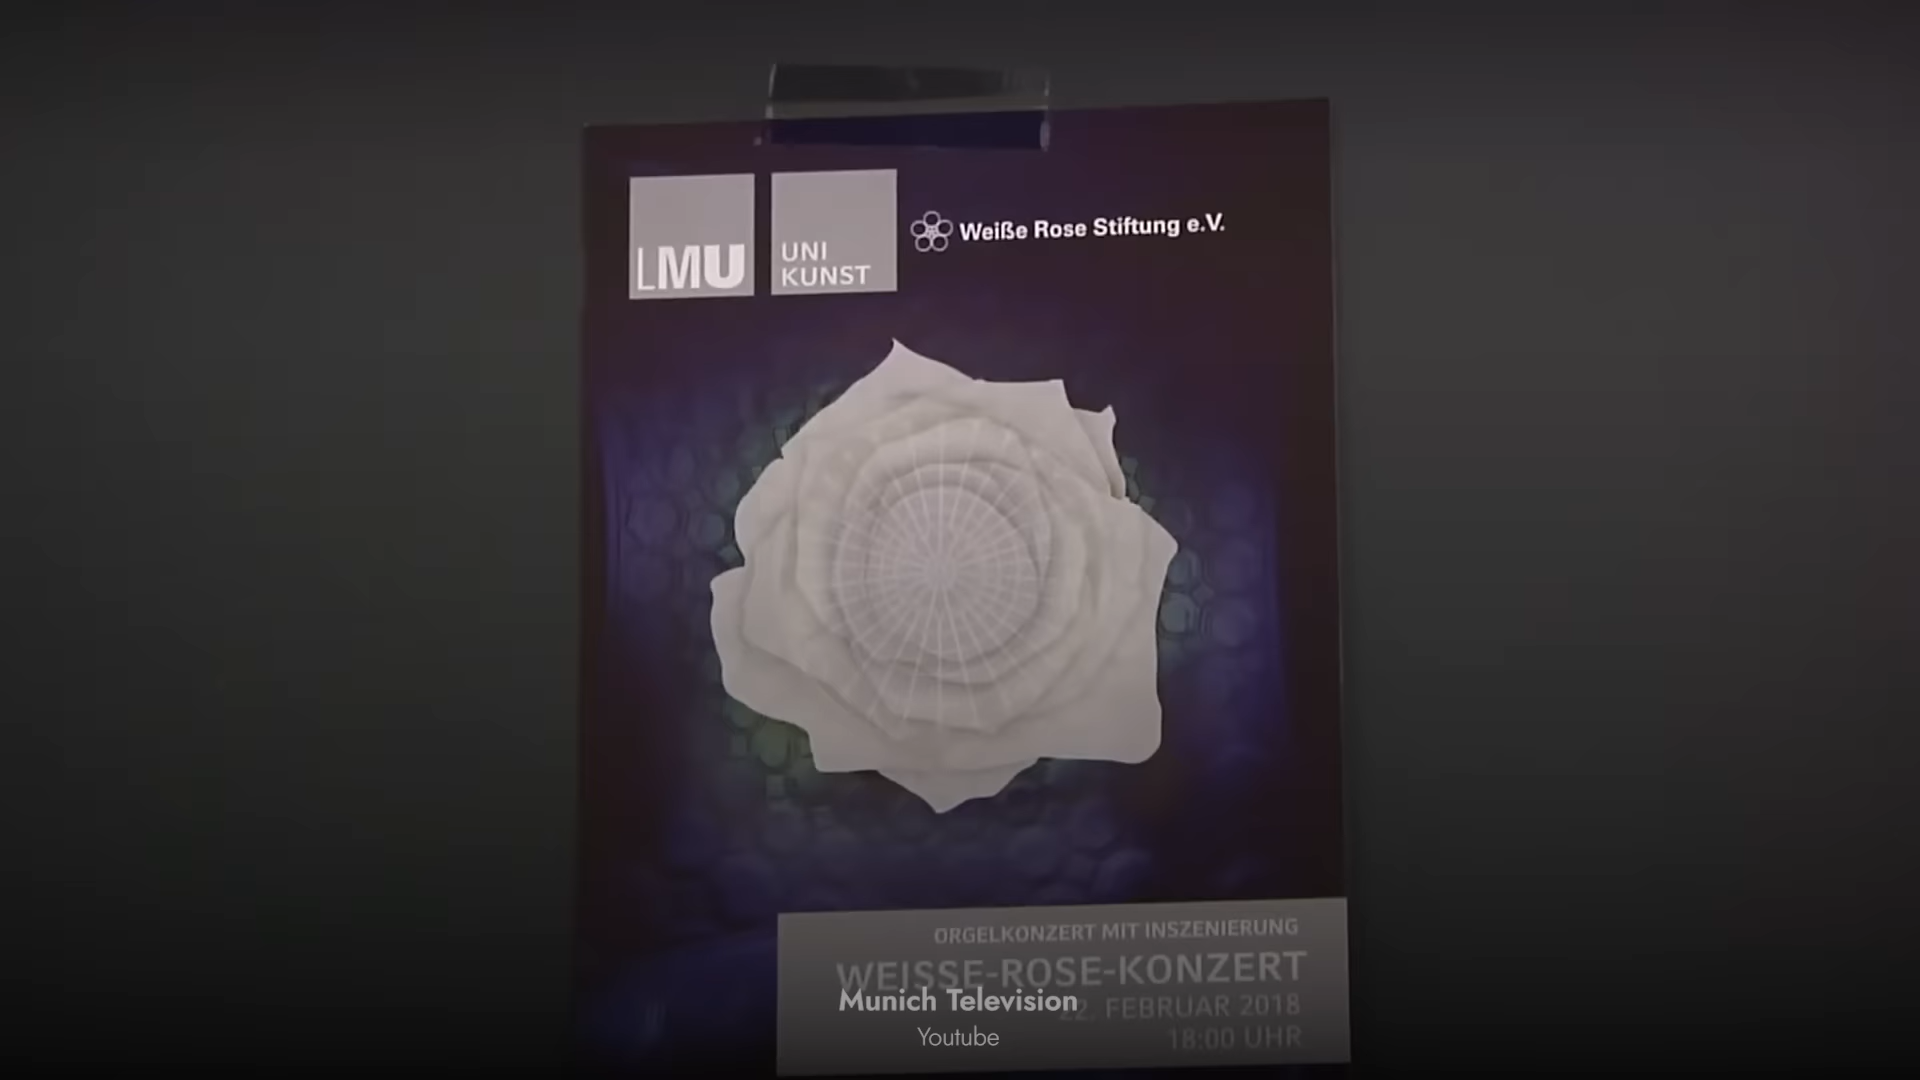 LMU
UNI
KUNST
Weiße Rose Stiftung e.V.
ORGELKONZERT MIT INSZENIERUNG
WEISSE-ROSE-KONZERT
22. FEBRUAR 2018
18:00 UHR
Munich Television
Youtube